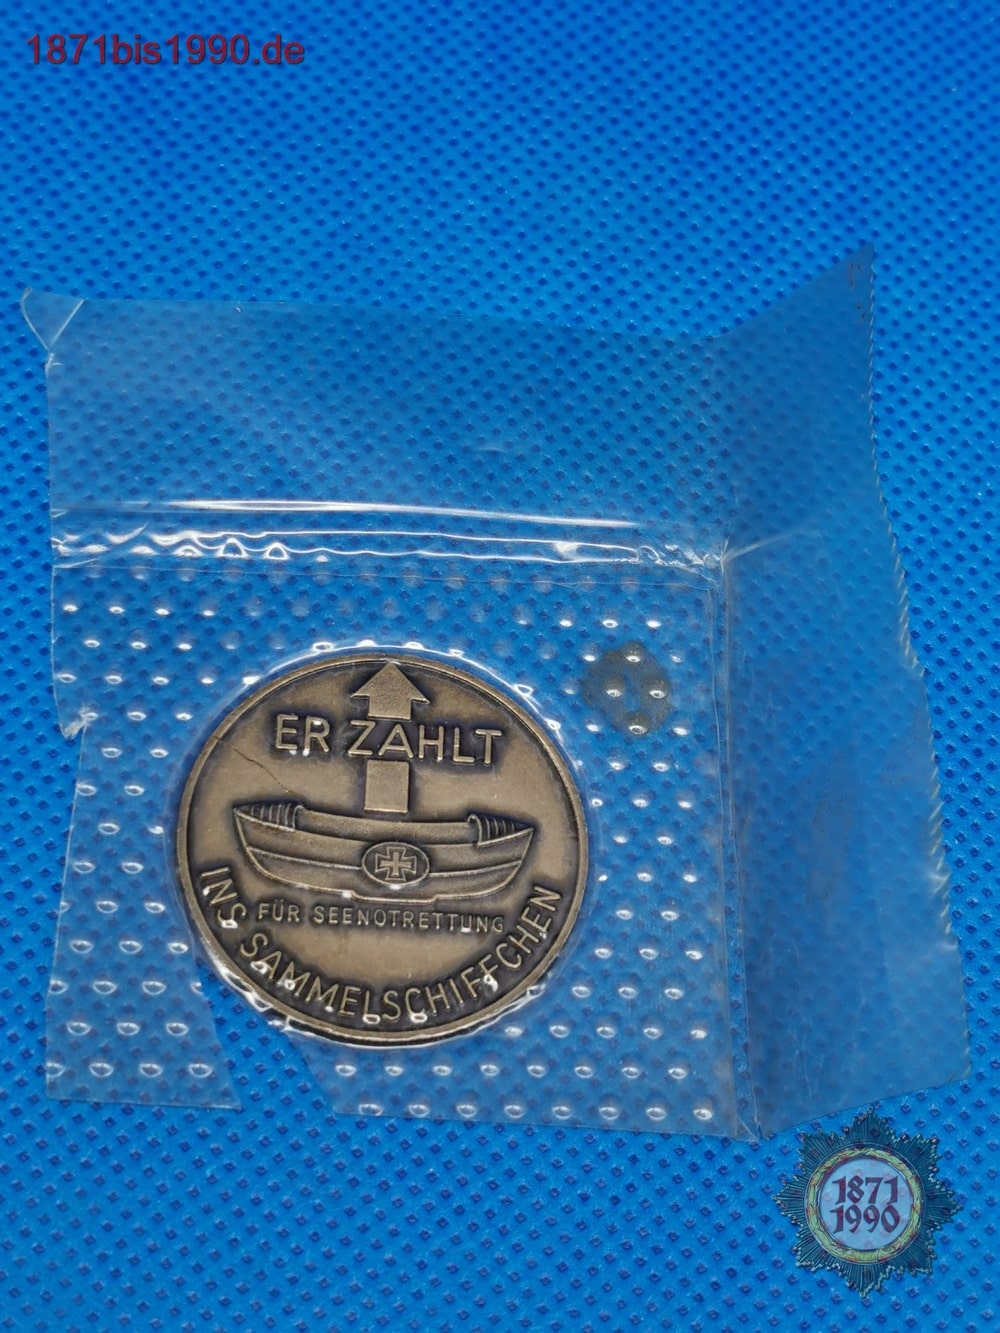 1871bis1990.de
ER ZAHLT
FÜR SEENOTRETTUNG
INS SAMMELSCHIFFCHEN
1871
1990